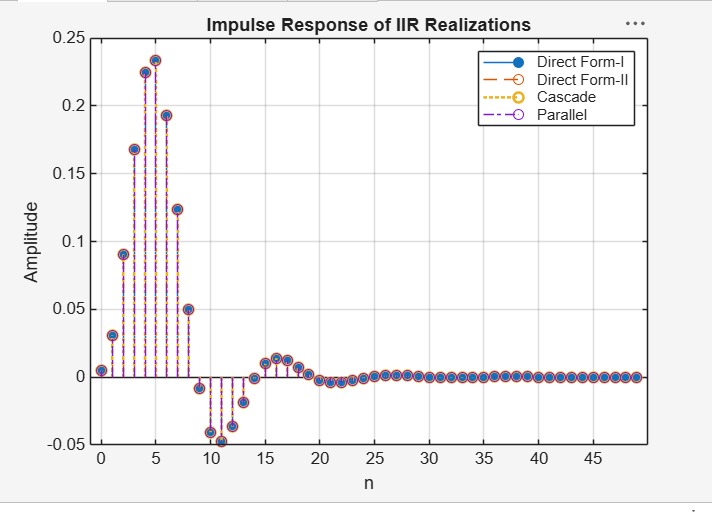 Impulse Response of IIR Realizations
0.25
0.2
0.15
0.1
0.05
0
-0.05
Amplitude
Direct Form-I
Direct Form-II
Cascade
Parallel
0 5 10 15 20 25 30 35 40 45
n